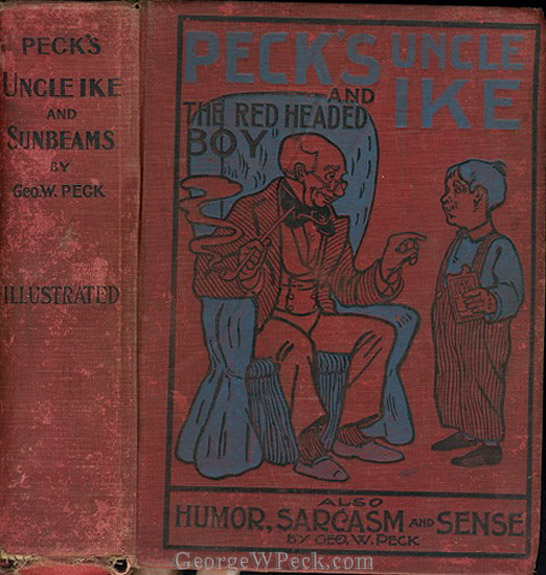 PECK'S
UNCLE IKE
AND
SUNBEAMS
BY
GEO. W. PECK
ILLUSTRATED
PECK'S UNCLE
AND IKE
THE RED HEADED
BOY
ALSO
HUMOR, SARCASM AND SENSE
BY GEO. W. PECK
GeorgeWPeck.com